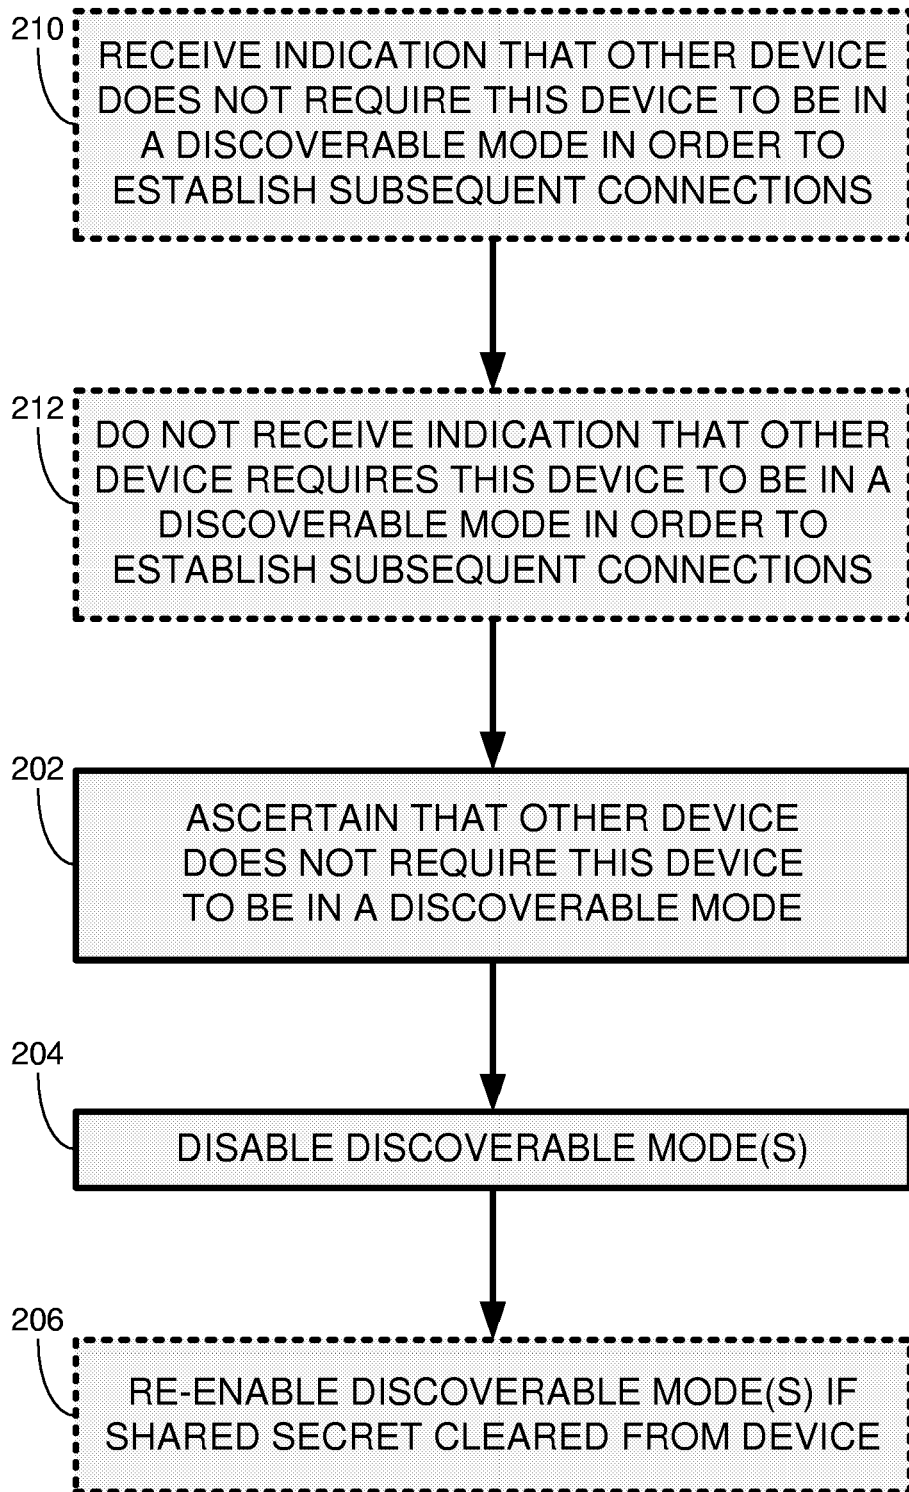 210
RECEIVE INDICATION THAT OTHER DEVICE
DOES NOT REQUIRE THIS DEVICE TO BE IN
A DISCOVERABLE MODE IN ORDER TO
ESTABLISH SUBSEQUENT CONNECTIONS
212
DO NOT RECEIVE INDICATION THAT OTHER
DEVICE REQUIRES THIS DEVICE TO BE IN A
DISCOVERABLE MODE IN ORDER TO
ESTABLISH SUBSEQUENT CONNECTIONS
202
ASCERTAIN THAT OTHER DEVICE
DOES NOT REQUIRE THIS DEVICE
TO BE IN A DISCOVERABLE MODE
204
DISABLE DISCOVERABLE MODE(S)
206
RE-ENABLE DISCOVERABLE MODE(S) IF
SHARED SECRET CLEARED FROM DEVICE